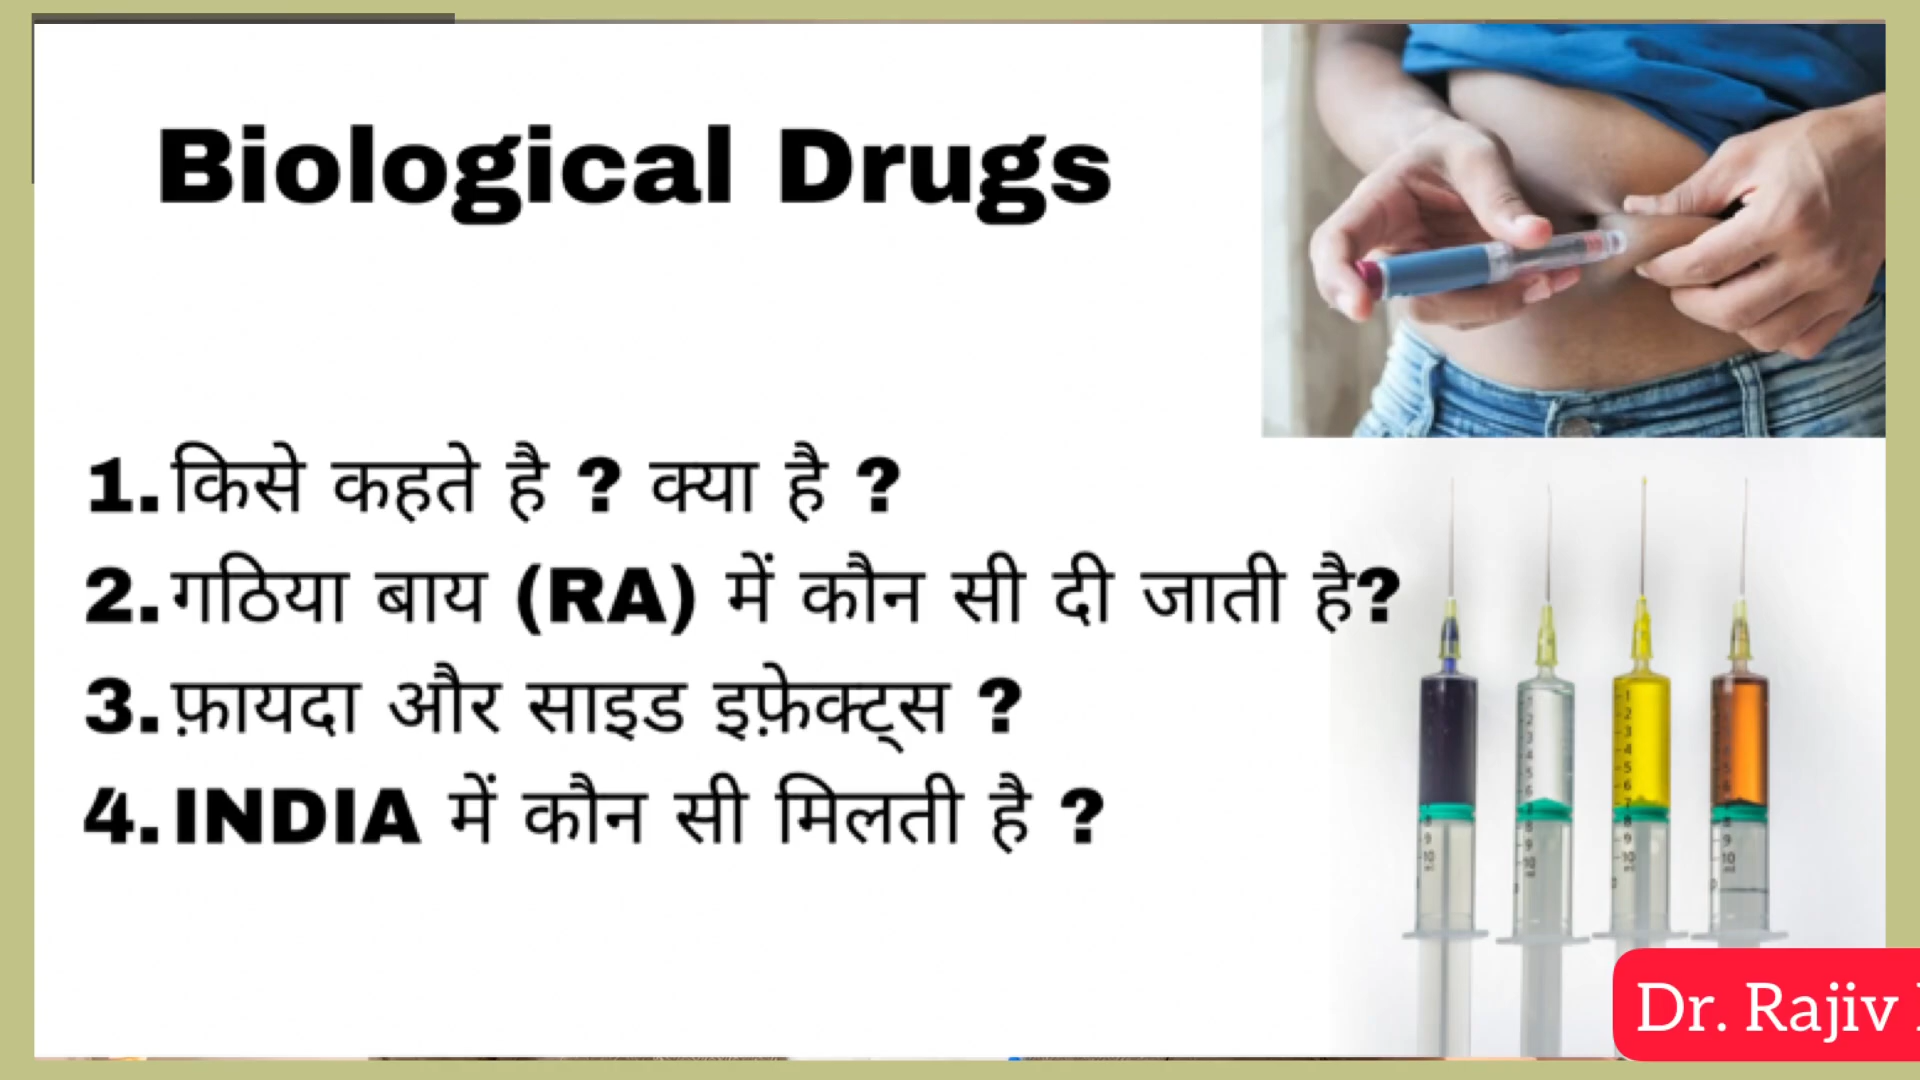 Biological Drugs
1. किसे कहते है ? क्या है ?
2. गठिया बाय (RA) में कौन सी दी जाती है?
3. फ़ायदा और साइड इफ़ेक्ट्स ?
4. INDIA में कौन सी मिलती है ?
Dr. Rajiv